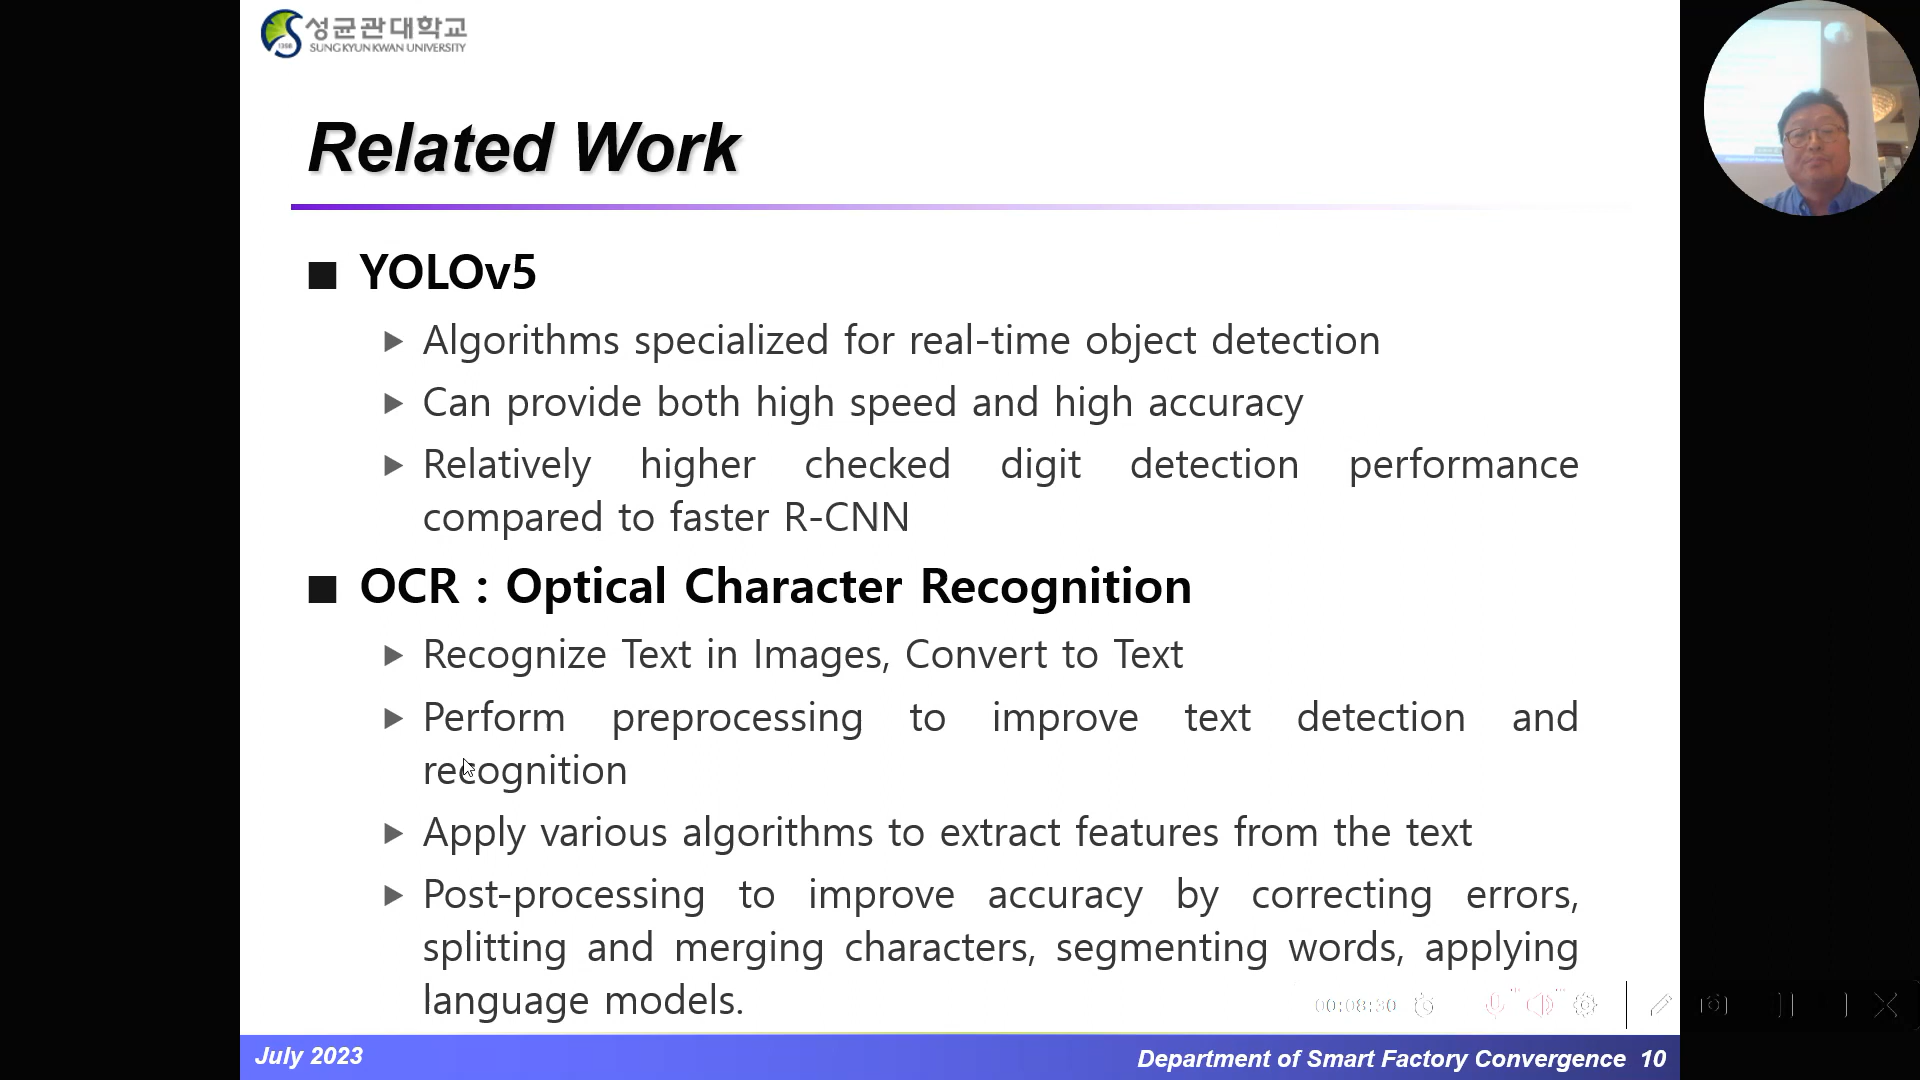 성균관대학교
SUNG KYUN KWAN UNIVERSITY
1398
Related Work
YOLOv5
Algorithms specialized for real-time object detection
Can provide both high speed and high accuracy
Relatively higher checked digit detection performance
compared to faster R-CNN
OCR : Optical Character Recognition
Recognize Text in Images, Convert to Text
Perform preprocessing to improve text detection and
recognition
Apply various algorithms to extract features from the text
Post-processing to improve accuracy by correcting errors,
splitting and merging characters, segmenting words, applying
language models.
00:08:30
July 2023
Department of Smart Factory Convergence 10